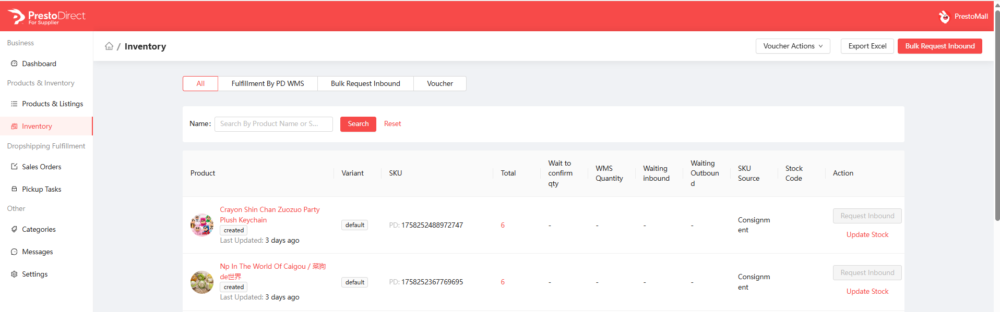 PrestoDirect
For Supplier
PrestoMall
Business
Dashboard
Products & Inventory
Products & Listings
Inventory
Dropshipping Fulfillment
Sales Orders
Pickup Tasks
Other
Categories
Messages
Settings
/ Inventory
Voucher Actions
Export Excel
Bulk Request Inbound
All
Fulfillment By PD WMS
Bulk Request Inbound
Voucher
Name:
Search By Product Name or S...
Search
Reset
Product
Variant
SKU
Total
Wait to
confirm
qty
WMS
Quantity
Waiting
inbound
Waiting
Outboun
d
SKU
Source
Stock
Code
Action
Crayon Shin Chan Zuozuo Party
Plush Keychain
created
Last Updated: 3 days ago
default
PD: 1758252488972747
6
-
-
-
-
Consignm
ent
Request Inbound
Update Stock
Np In The World Of Caigou / 菜狗
de世界
created
Last Updated: 3 days ago
default
PD: 1758252367769695
6
-
-
-
-
Consignm
ent
Request Inbound
Update Stock